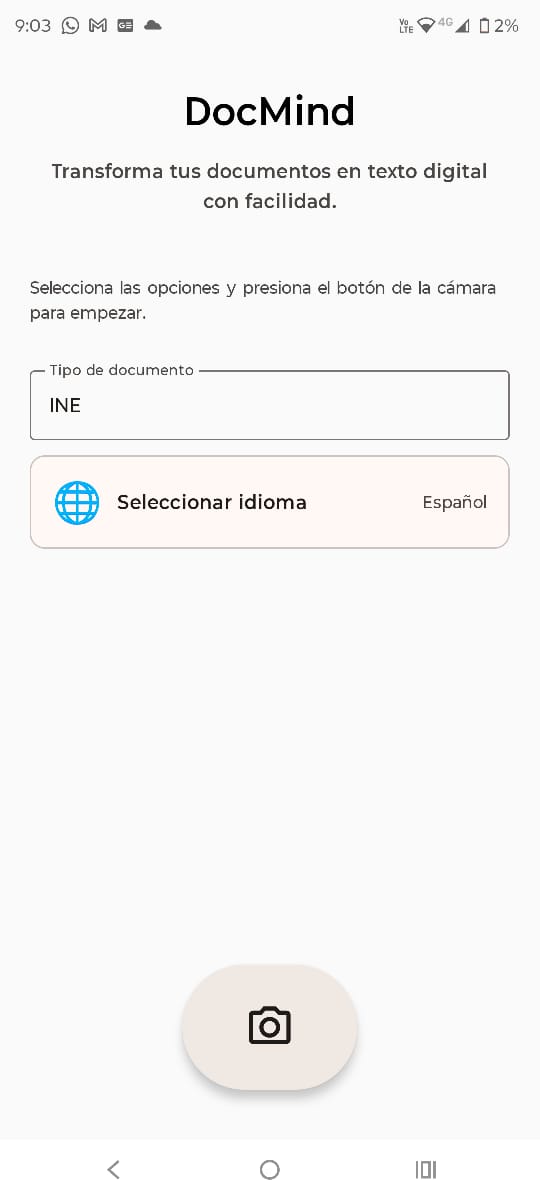 9:03
Vo
LTE
4G
2%
DocMind
Transforma tus documentos en texto digital
con facilidad.
Selecciona las opciones y presiona el botón de la cámara
para empezar.
Tipo de documento
INE
Seleccionar idioma
Español